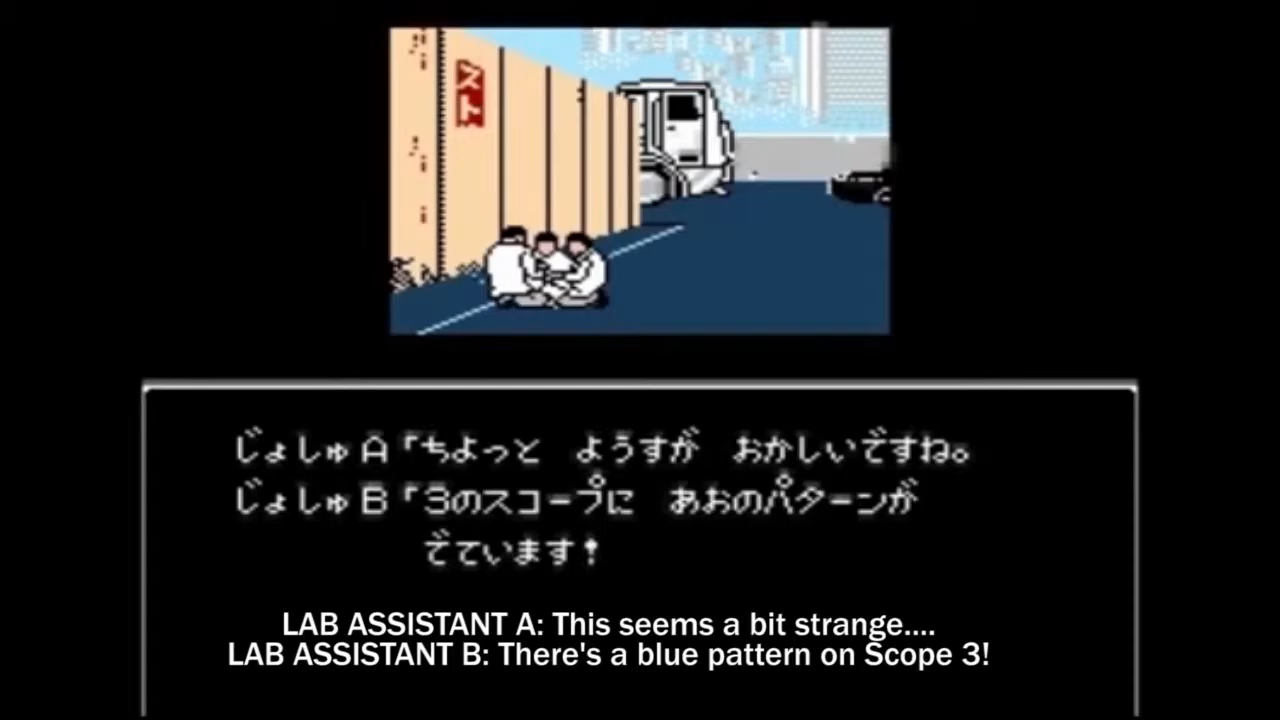 スト
じょしゅA「ちよっと ようすが おかしいですね。
じょしゅB「3のスコープに あおのパターンが
でています!
LAB ASSISTANT A: This seems a bit strange....
LAB ASSISTANT B: There's a blue pattern on Scope 3!